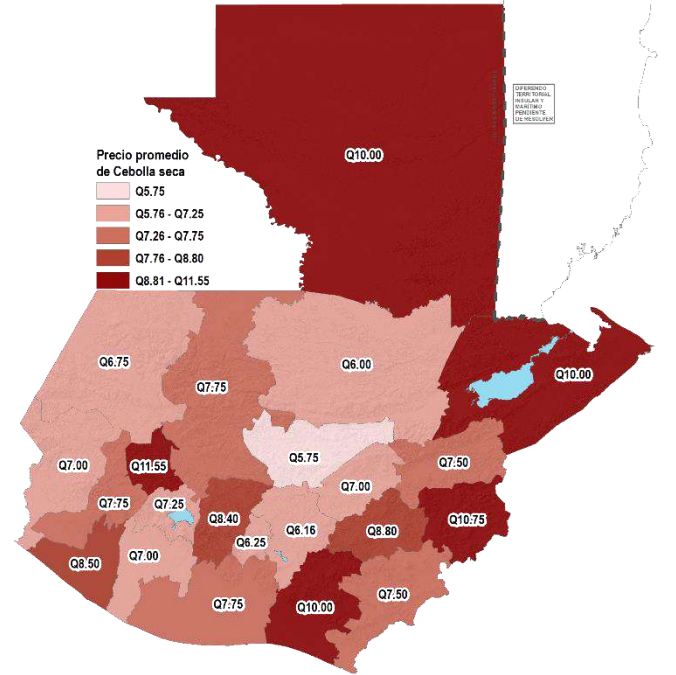 DIFERENDO
TERRITORIAL
INSULAR Y
MARÍTIMO
PENDIENTE
DE RESOLVER
Q10.00
Precio promedio
de Cebolla seca
Q5.75
Q5.76 - Q7.25
Q7.26 - Q7.75
Q7.76 - Q8.80
Q8.81 - Q11.55
Q6.75
Q7.75
Q6.00
Q10.00
Q7.00
Q11.55
Q5.75
Q7.50
Q7.75
Q7.25
Q7.00
Q8.40
Q6.25
Q6.16
Q8.80
Q10.75
Q8.50
Q7.00
Q7.75
Q10.00
Q7.50